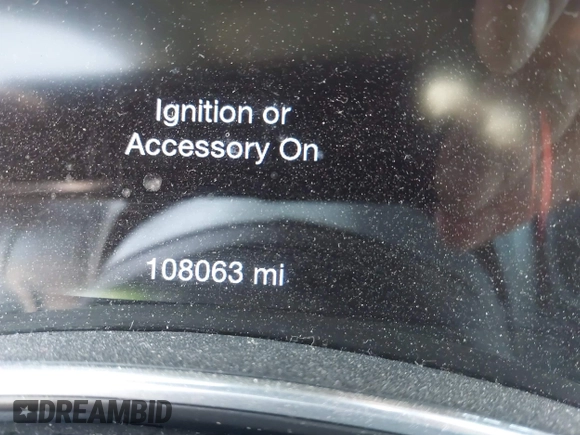 Ignition or
Accessory On
108063 mi
DREAMBID